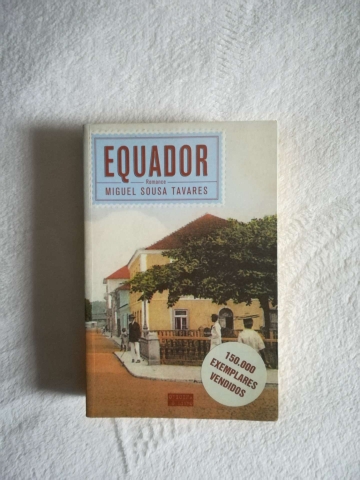 EQUADOR
Romance
MIGUEL SOUSA TAVARES
150.000
EXEMPLARES
VENDIDOS